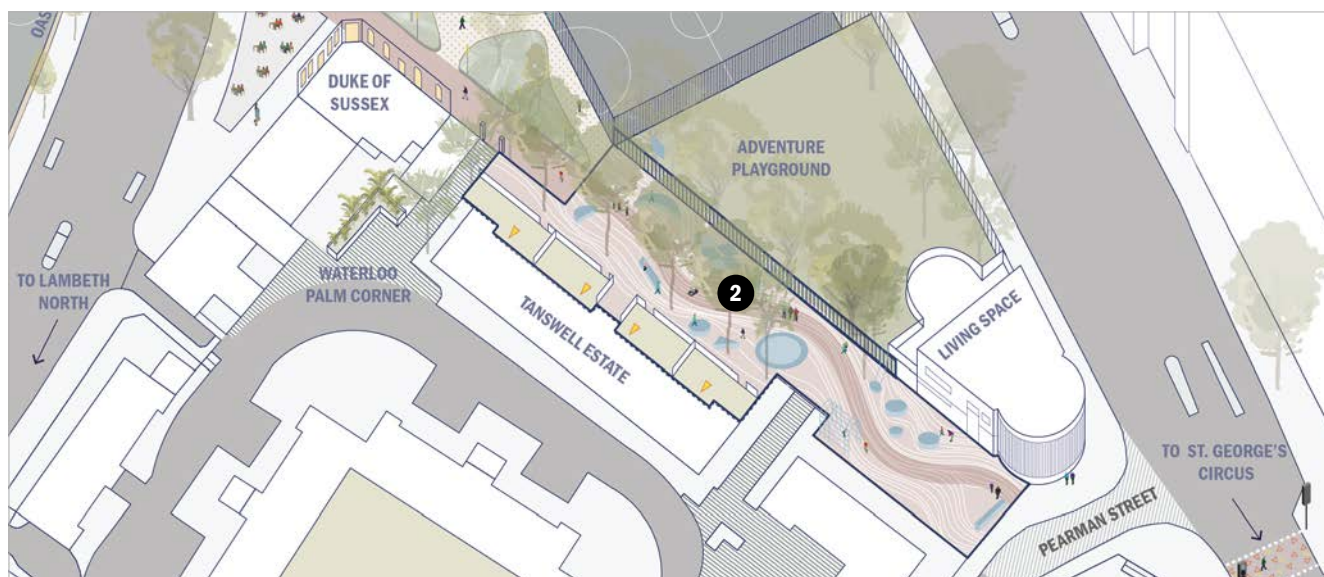 OAS
DUKE OF
SUSSEX
ADVENTURE
PLAYGROUND
TO LAMBETH
NORTH
WATERLOO
PALM CORNER
2
TANSWELL ESTATE
LIVING SPACE
TO ST. GEORGE'S
CIRCUS
PEARMAN STREET